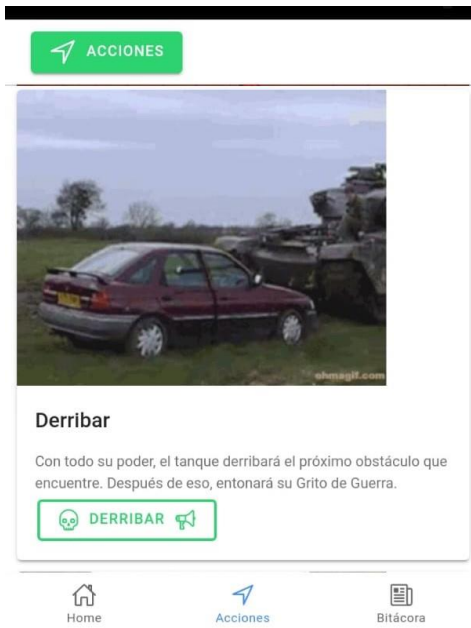 ACCIONES
ohmagif.com
Derribar
Con todo su poder, el tanque derribará el próximo obstáculo que
encuentre. Después de eso, entonará su Grito de Guerra.
DERRIBAR
Home
Acciones
Bitácora